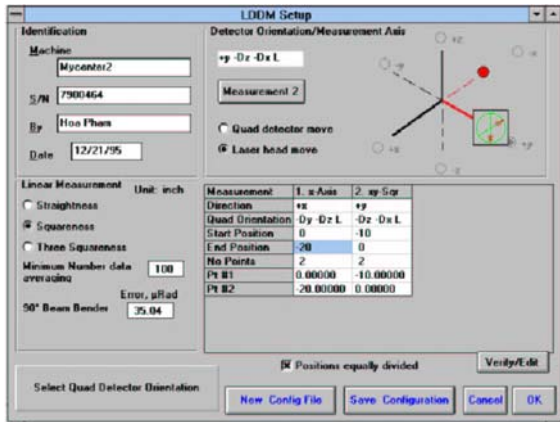 LDDM Setup
Identification
Machine
Mycenter2
S/N 7900464
By Hoa Pham
Date 12/21/95
Detector Orientation/Measurement Axis
+y -Dz -Dx L
Measurement 2
Quad detector move
Laser head move
+z
-x
-y
+x
+y
-z
Linear Measurement Unit: inch
Straightness
Squareness
Three Squareness
Minimum Number data averaging 100
Error, µRad
90° Beam Bender 35.04
Measurement 1. x-Axis 2. xy-Sqr
Direction +x +y
Quad Orientation -Dy -Dz L -Dz -Dx L
Start Position 0 -10
End Position -20 0
No Points 2 2
Pt #1 0.00000 -10.00000
Pt #2 -20.00000 0.00000
Positions equally divided
Verify/Edit
Select Quad Detector Orientation
New Config File
Save Configuration
Cancel
OK